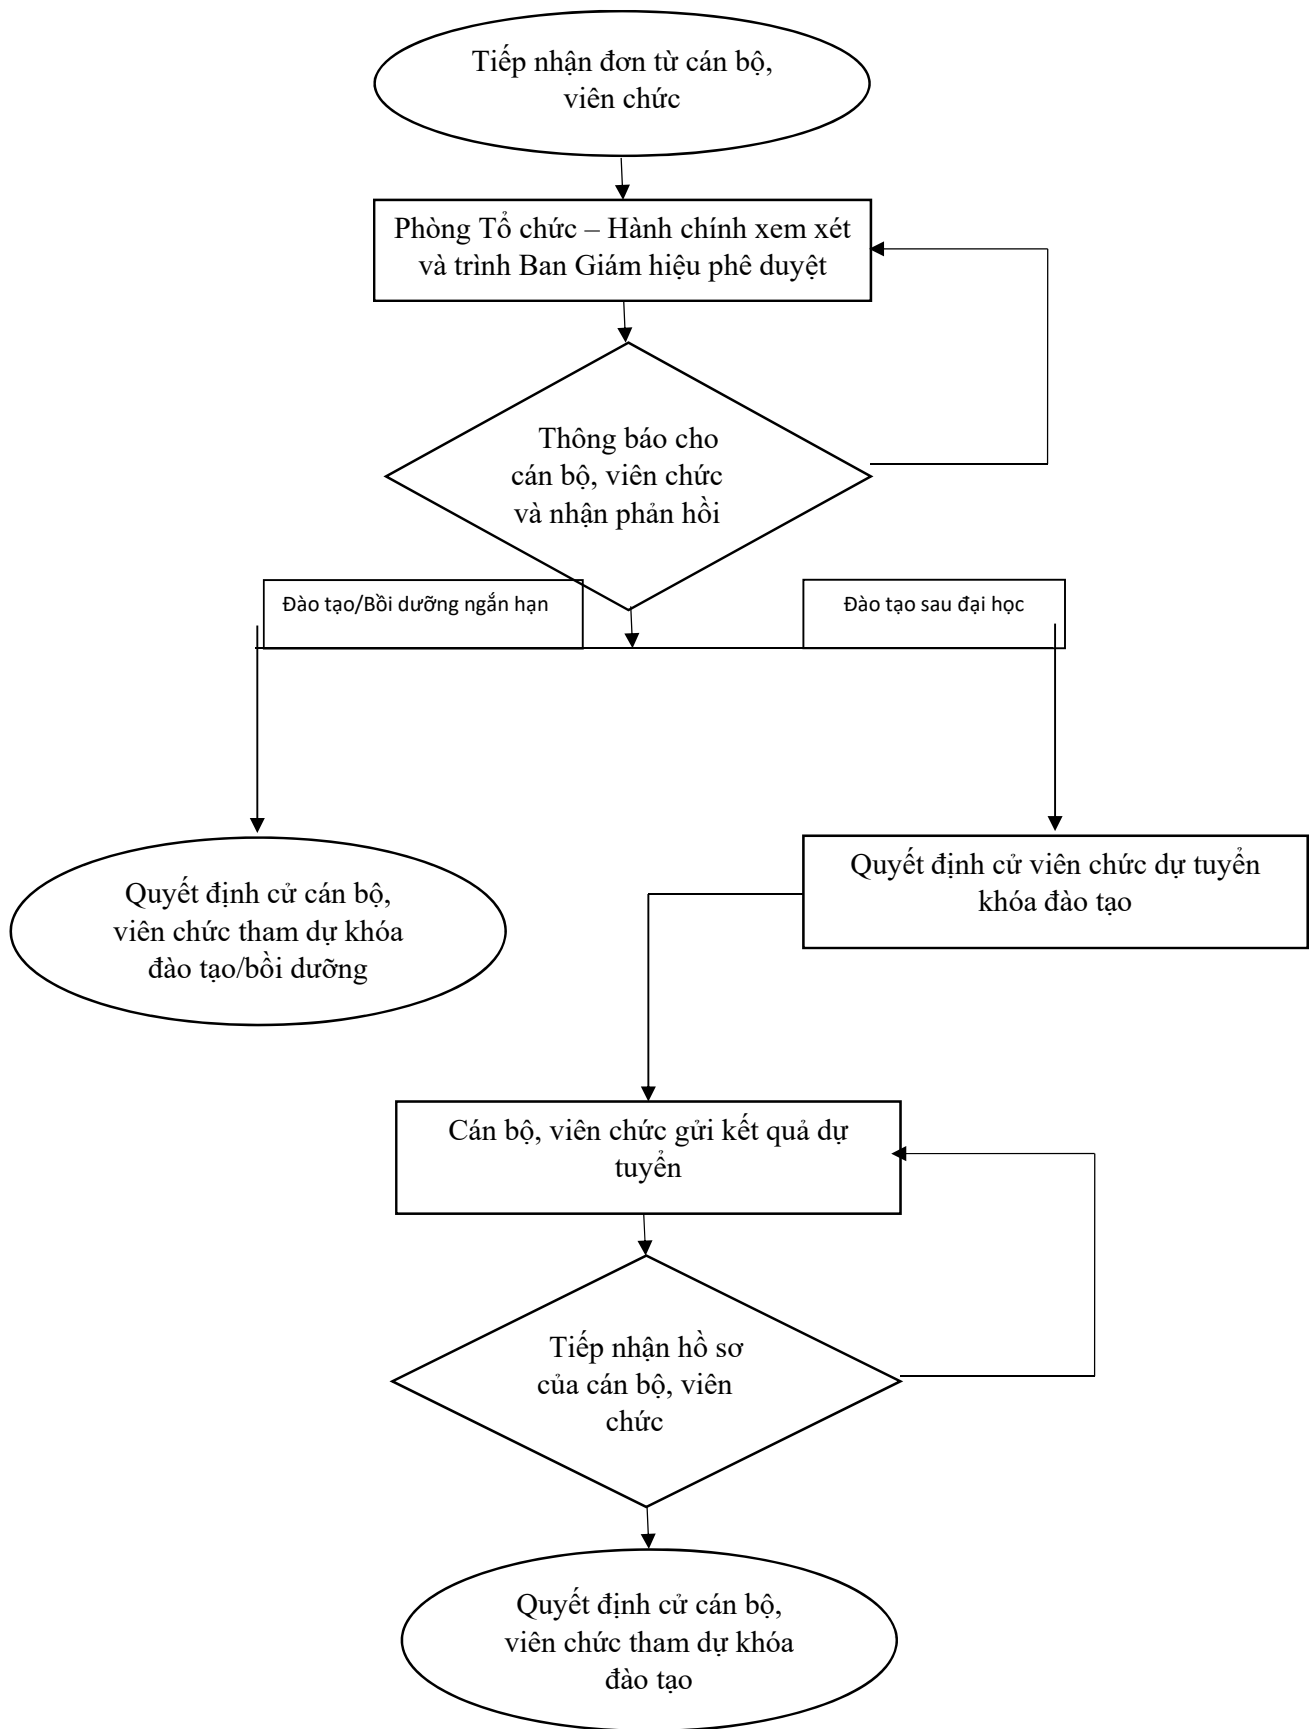 Tiếp nhận đơn từ cán bộ,
viên chức
Phòng Tổ chức – Hành chính xem xét
và trình Ban Giám hiệu phê duyệt
Thông báo cho
cán bộ, viên chức
và nhận phản hồi
Đào tạo/Bồi dưỡng ngắn hạn
Đào tạo sau đại học
Quyết định cử cán bộ,
viên chức tham dự khóa
đào tạo/bồi dưỡng
Quyết định cử viên chức dự tuyển
khóa đào tạo
Cán bộ, viên chức gửi kết quả dự
tuyển
Tiếp nhận hồ sơ
của cán bộ, viên
chức
Quyết định cử cán bộ,
viên chức tham dự khóa
đào tạo